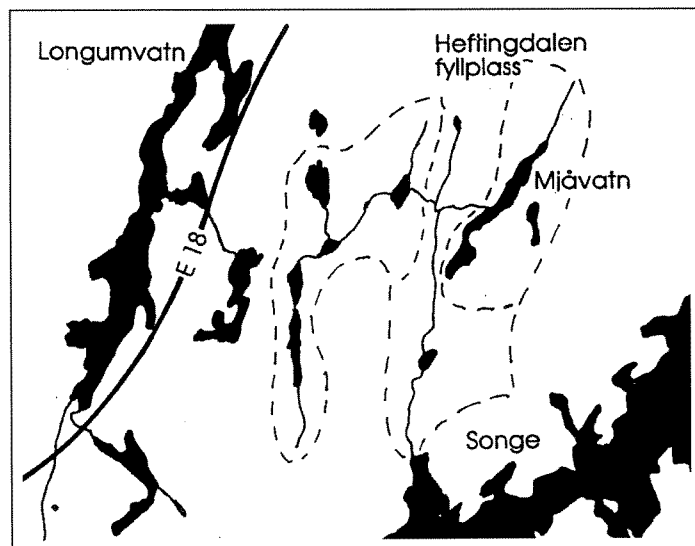 Longumvatn
Heftingdalen
fyllplass
Mjåvatn
E 18
Songe